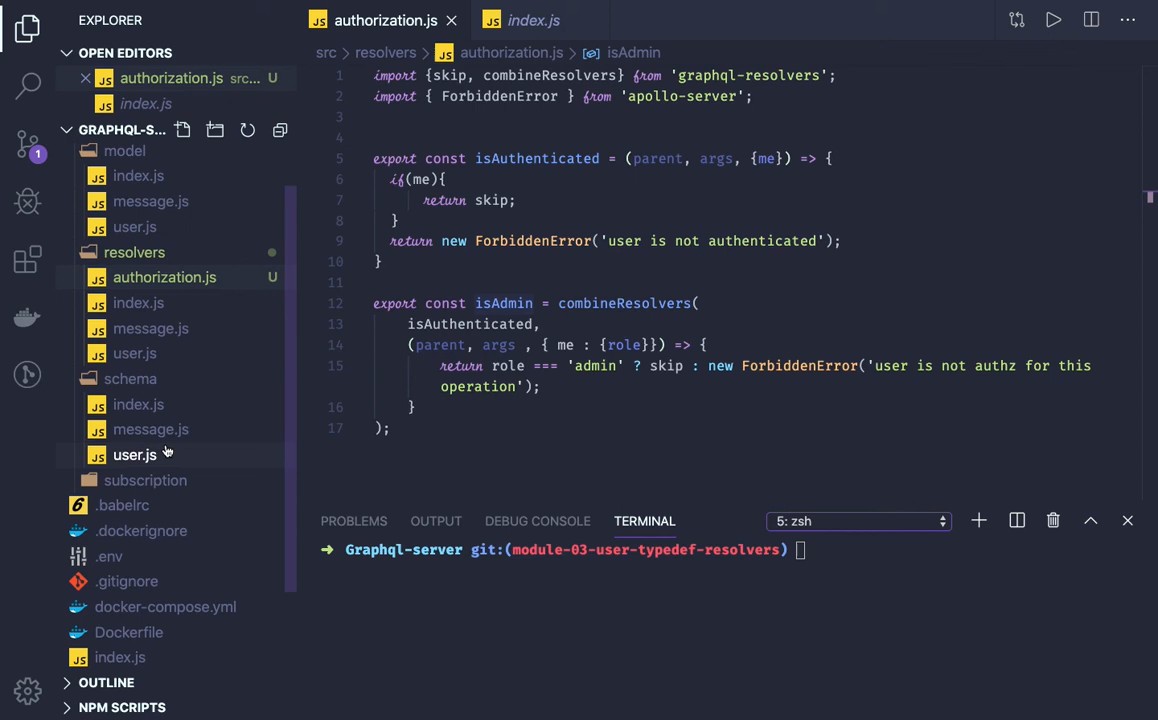 EXPLORER
OPEN EDITORS
authorization.js src... U
index.js
GRAPHQL-S...
model
index.js
message.js
user.js
resolvers
authorization.js U
index.js
message.js
user.js
schema
index.js
message.js
user.js
subscription
.babelrc
.dockerignore
.env
.gitignore
docker-compose.yml
Dockerfile
index.js
OUTLINE
NPM SCRIPTS
1
JS authorization.js
JS index.js
src > resolvers > JS authorization.js > isAdmin
1 import {skip, combineResolvers} from 'graphql-resolvers';
2 import { ForbiddenError } from 'apollo-server';
3
4
5 export const isAuthenticated = (parent, args, {me}) => {
6 if(me){
7 return skip;
8 }
9 return new ForbiddenError('user is not authenticated');
10 }
11
12 export const isAdmin = combineResolvers(
13 isAuthenticated,
14 (parent, args , { me : {role}}) => {
15 return role === 'admin' ? skip : new ForbiddenError('user is not authz for this
operation');
16 }
17 );
PROBLEMS OUTPUT DEBUG CONSOLE TERMINAL 5: zsh
➜ Graphql-server git:(module-03-user-typedef-resolvers)